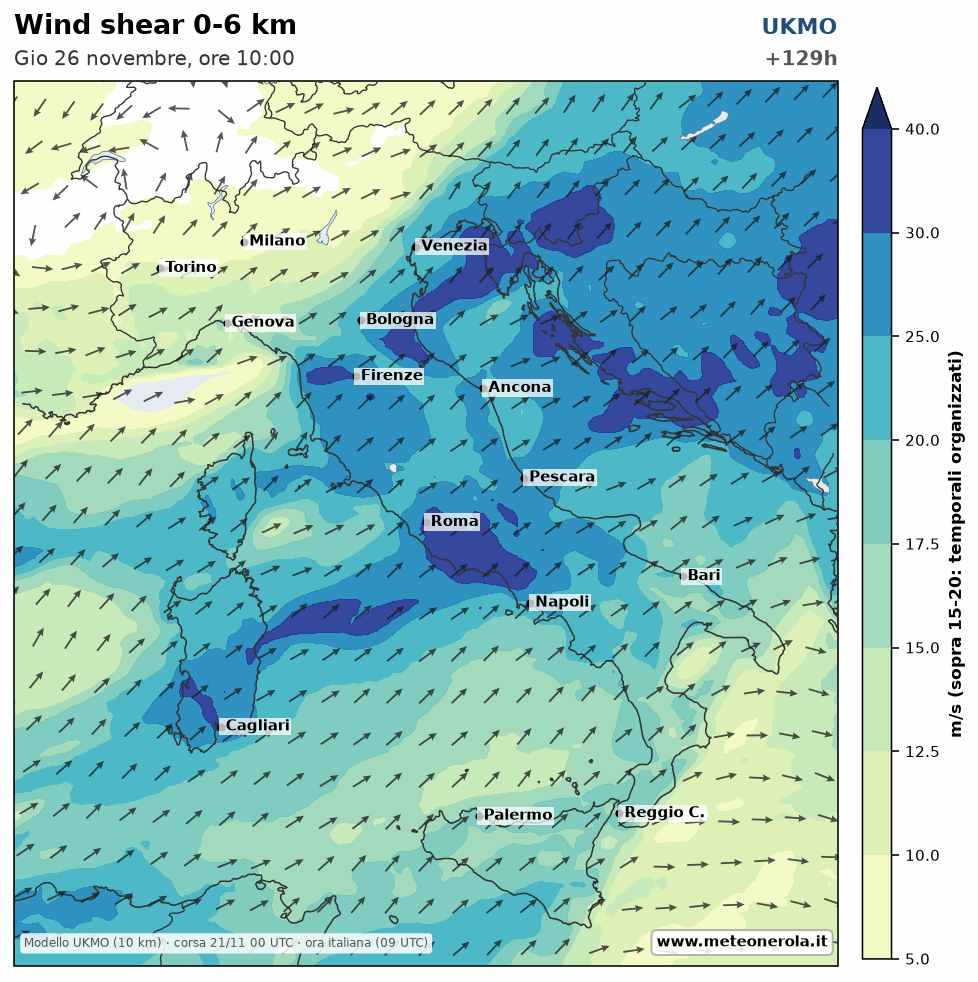 Wind shear 0-6 km
UKMO
Gio 26 novembre, ore 10:00
+129h
Milano
Venezia
Torino
Genova
Bologna
Firenze
Ancona
Pescara
Roma
Bari
Napoli
Cagliari
Palermo
Reggio C.
40.0
30.0
25.0
20.0
17.5
15.0
12.5
10.0
5.0
m/s (sopra 15-20: temporali organizzati)
Modello UKMO (10 km) · corsa 21/11 00 UTC · ora italiana (09 UTC)
www.meteonerola.it